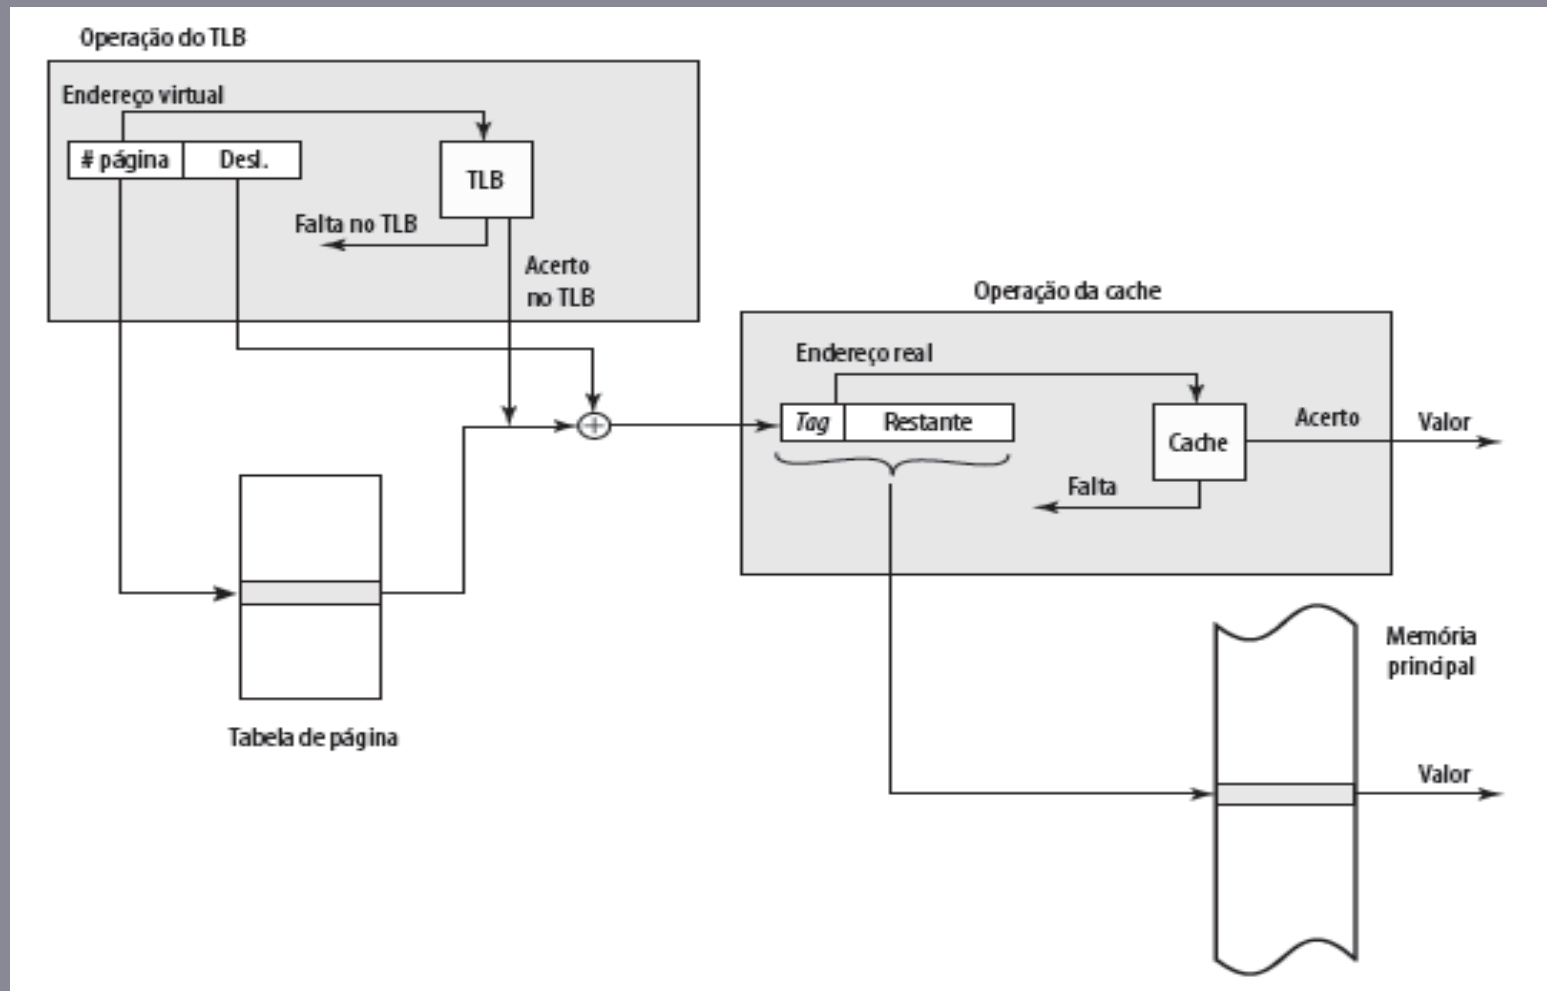 Operação do TLB
Endereço virtual
# página
Desl.
TLB
Falta no TLB
Acerto
no TLB
Operação da cache
Endereço real
Tag
Restante
Cache
Acerto
Valor
Falta
Tabela de página
Memória
principal
Valor